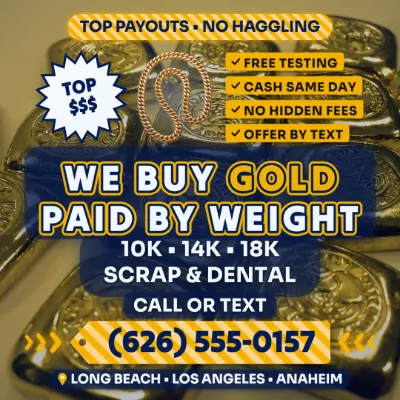 TOP PAYOUTS • NO HAGGLING
TOP
$$$
✓ FREE TESTING
✓ CASH SAME DAY
✓ NO HIDDEN FEES
✓ OFFER BY TEXT
WE BUY GOLD
PAID BY WEIGHT
10K ▪ 14K ▪ 18K
SCRAP & DENTAL
CALL OR TEXT
(626) 555-0157
LONG BEACH ▪ LOS ANGELES ▪ ANAHEIM